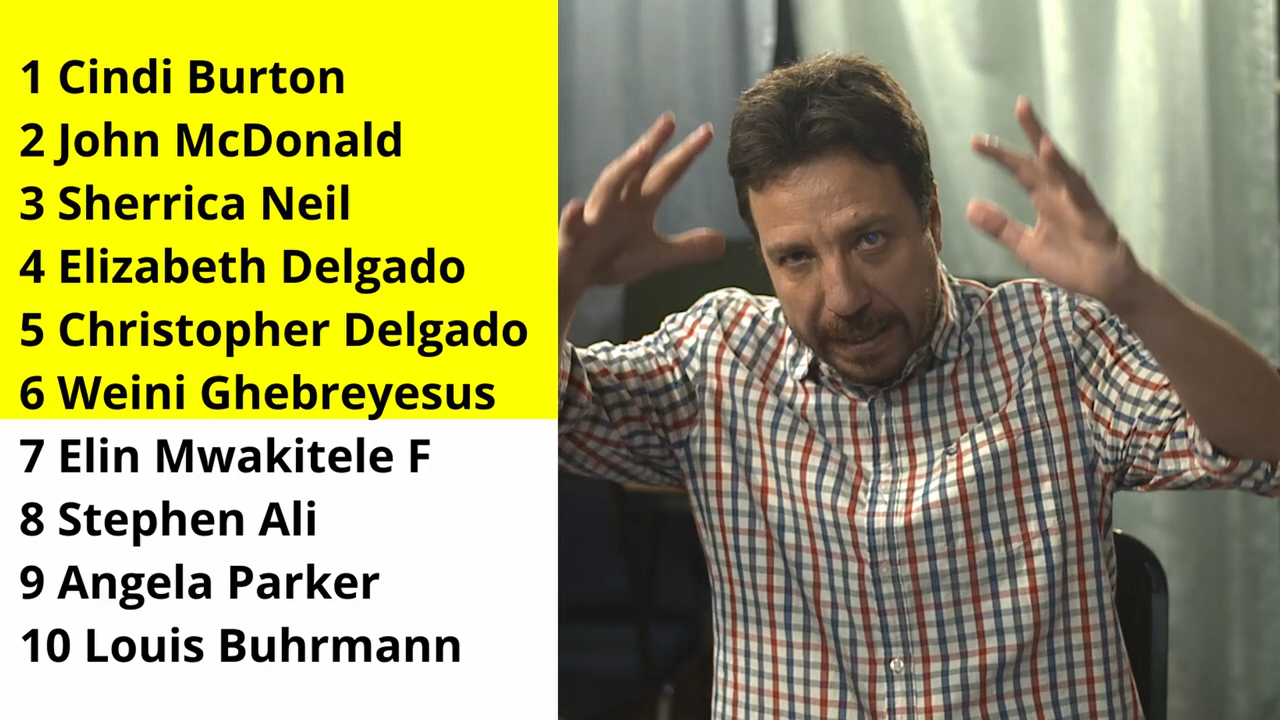 1 Cindi Burton
2 John McDonald
3 Sherrica Neil
4 Elizabeth Delgado
5 Christopher Delgado
6 Weini Ghebreyesus
7 Elin Mwakitele F
8 Stephen Ali
9 Angela Parker
10 Louis Buhrmann